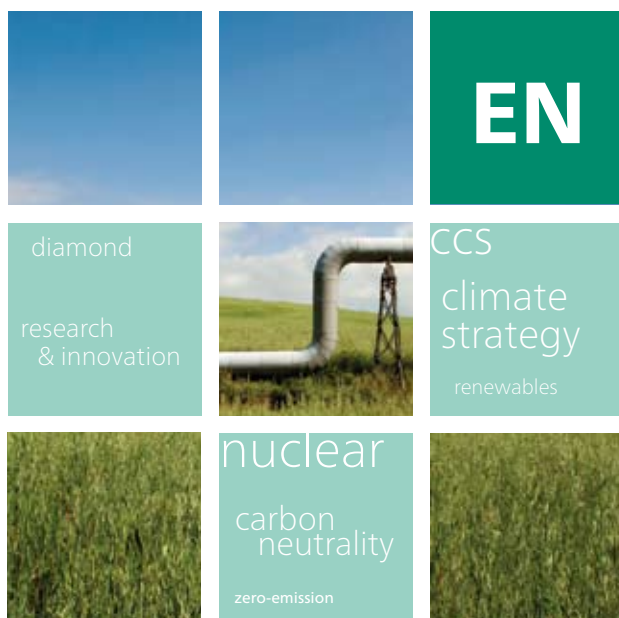 EN
diamond
research
& innovation
CCS
climate
strategy
renewables
nuclear
carbon
neutrality
zero-emission